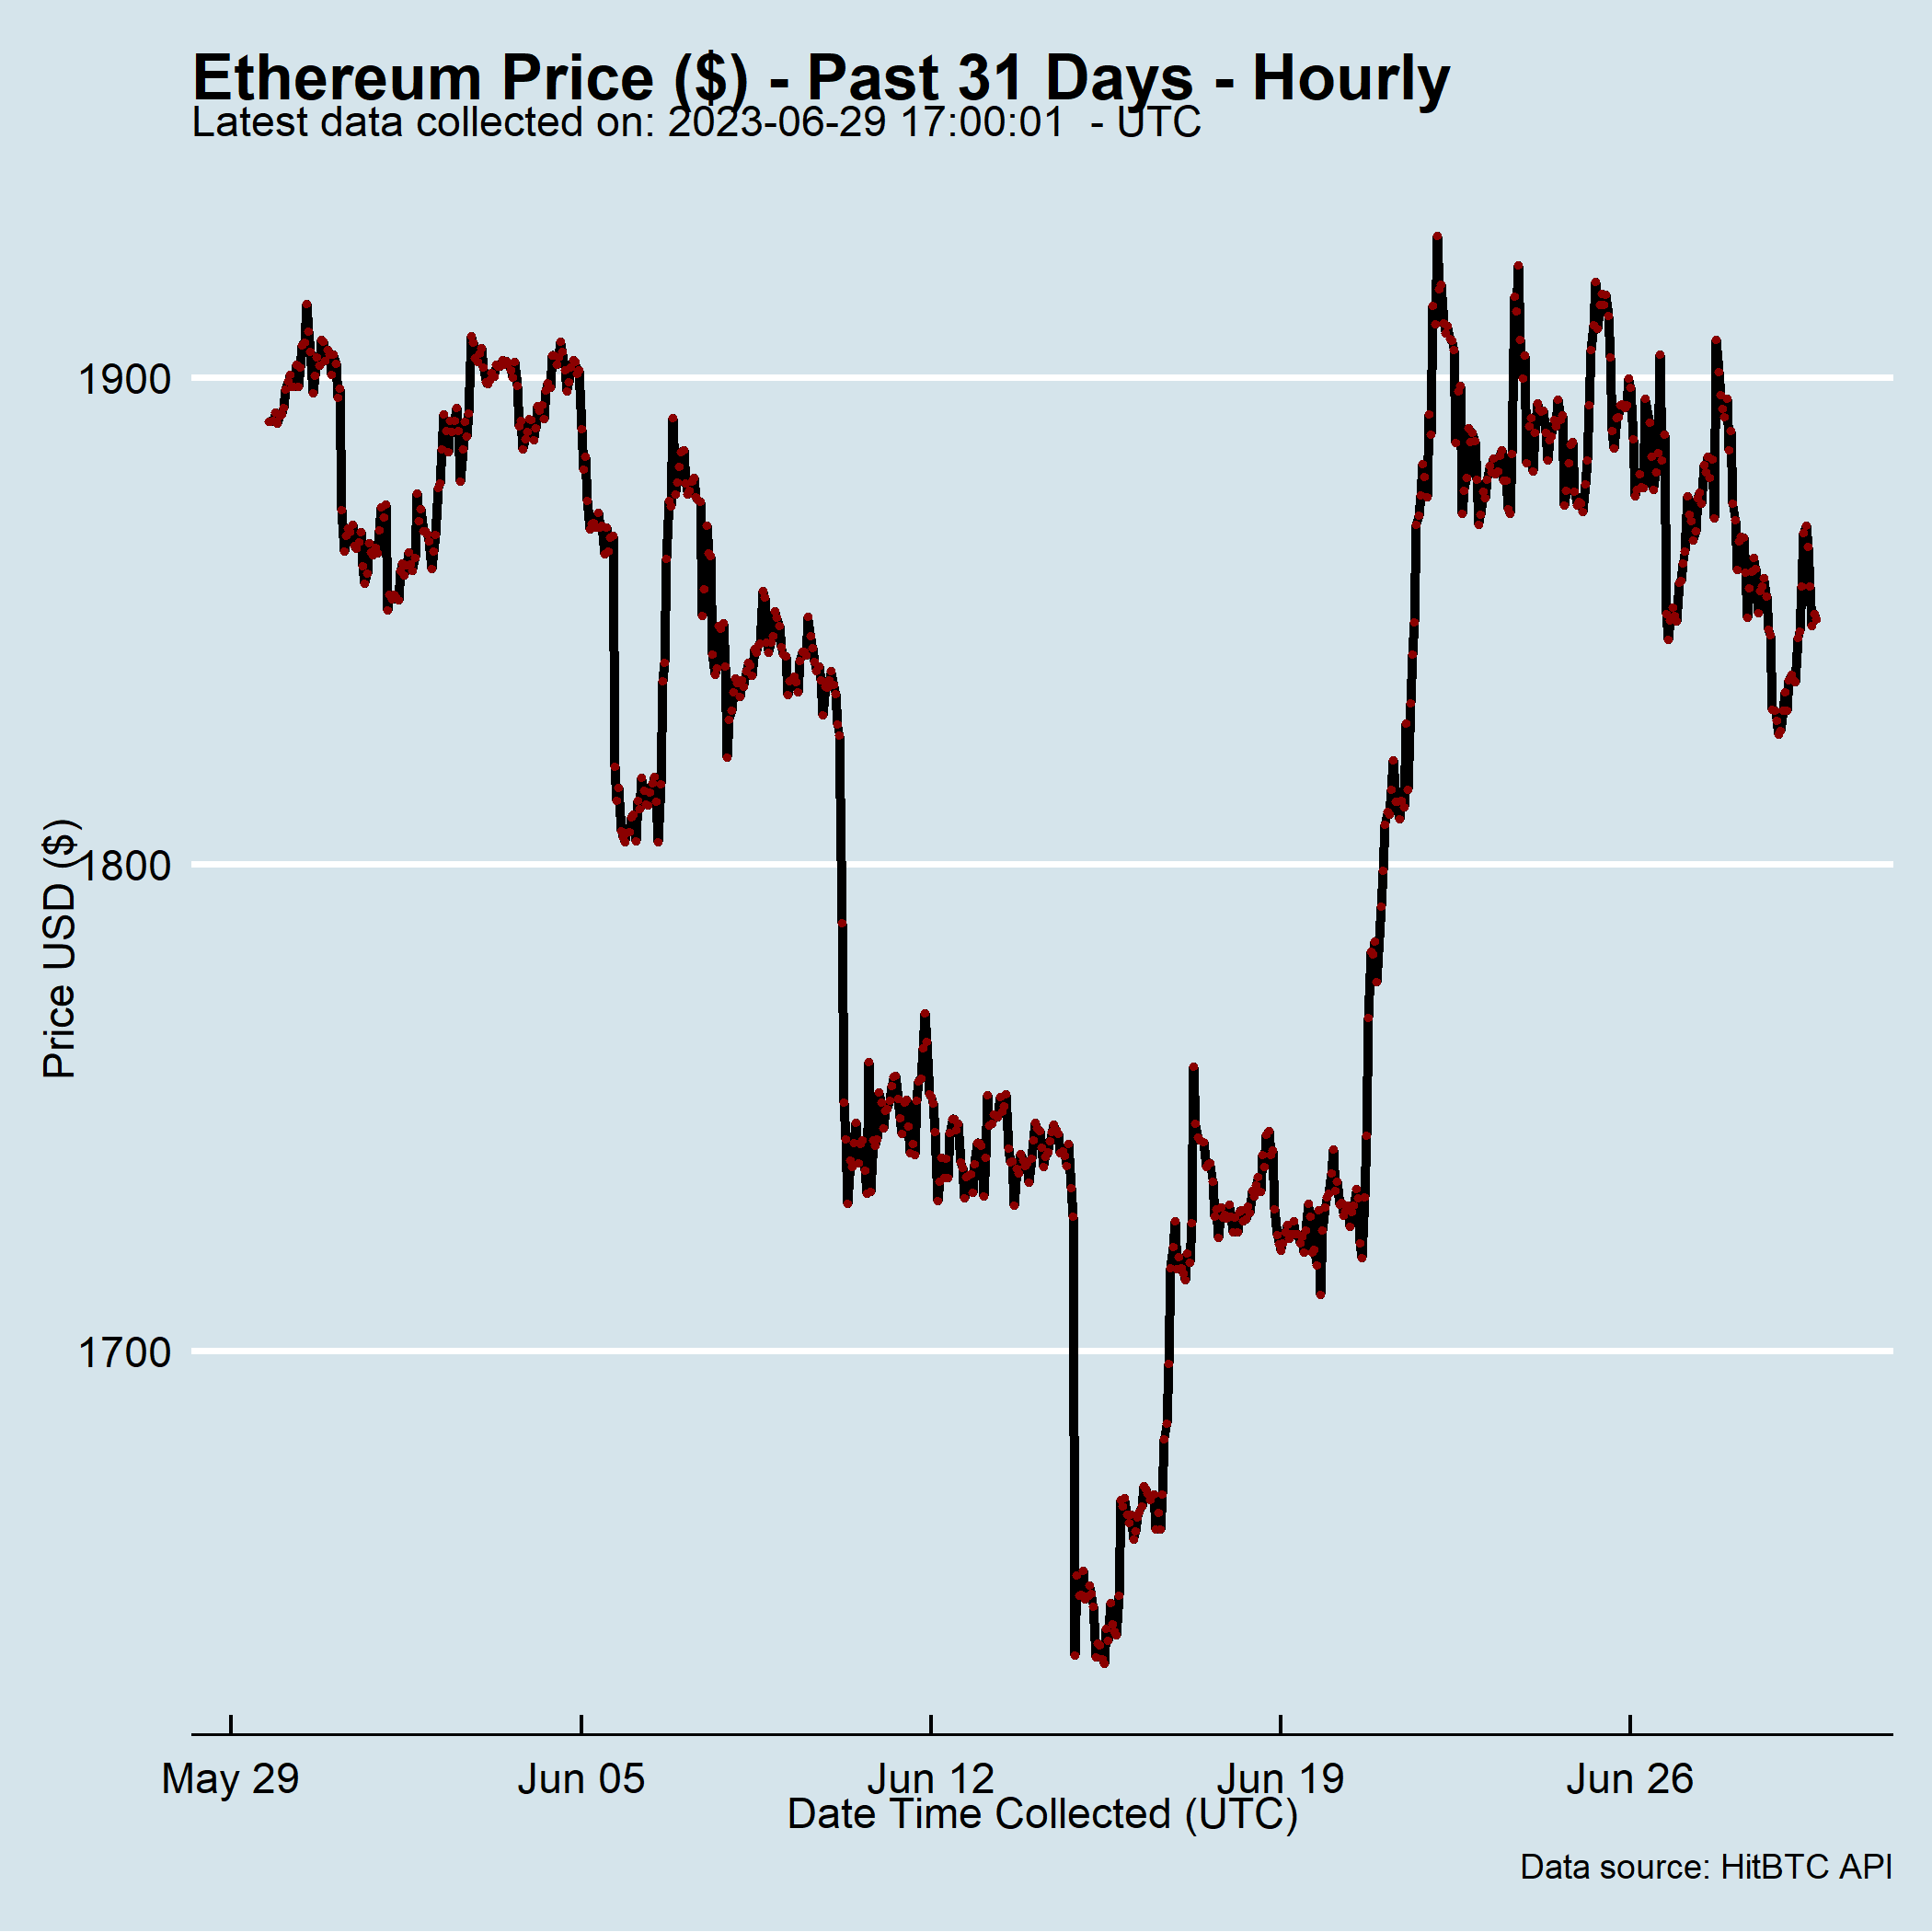 Ethereum Price ($) - Past 31 Days - Hourly
Latest data collected on: 2023-06-29 17:00:01  - UTC
1900
1800
1700
Price USD ($)
May 29
Jun 05
Jun 12
Jun 19
Jun 26
Date Time Collected (UTC)
Data source: HitBTC API